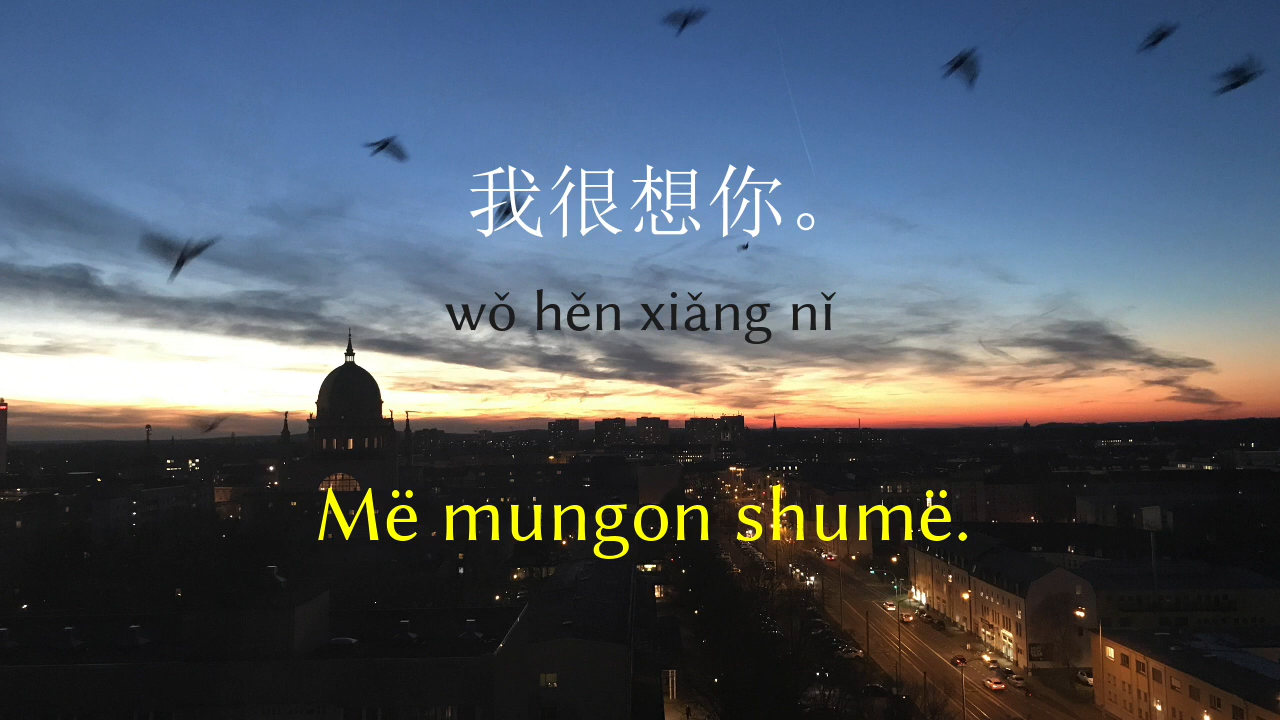 我很想你。
wǒ hěn xiǎng nǐ
Më mungon shumë.